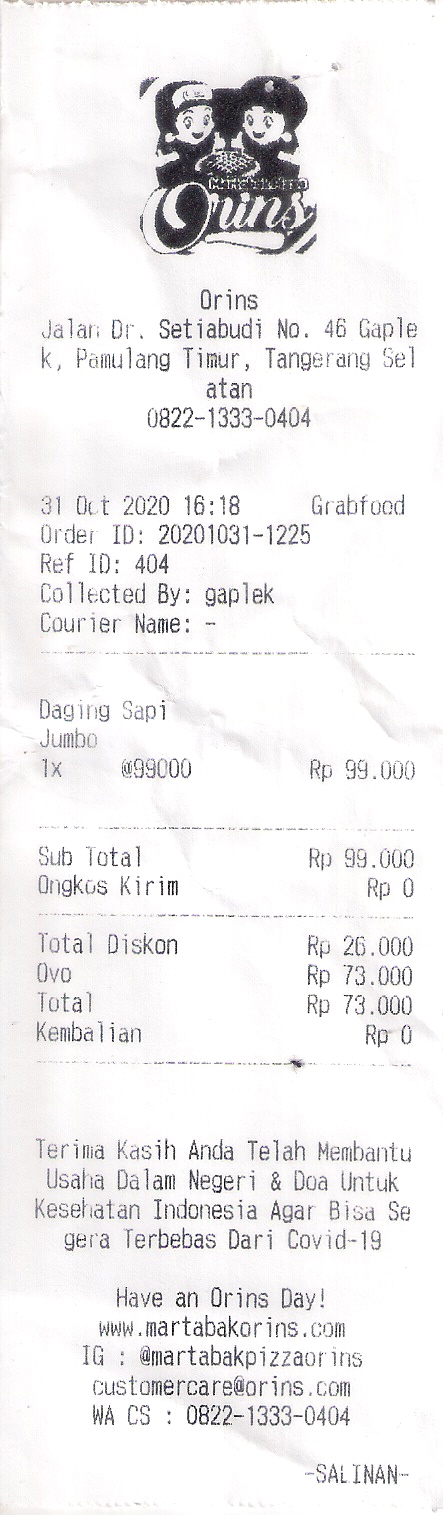 Orins
Orins
Jalan Dr. Setiabudi No. 46 Gaple
k, Pamulang Timur, Tangerang Sel
atan
0822-1333-0404
31 Oct 2020 16:18 Grabfood
Order ID: 20201031-1225
Ref ID: 404
Collected By: gaplek
Courier Name: -
Daging Sapi
Jumbo
1x @99000 Rp 99.000
Sub Total Rp 99.000
Ongkos Kirim Rp 0
Total Diskon Rp 26.000
Ovo Rp 73.000
Total Rp 73.000
Kembalian Rp 0
Terima Kasih Anda Telah Membantu
Usaha Dalam Negeri & Doa Untuk
Kesehatan Indonesia Agar Bisa Se
gera Terbebas Dari Covid-19
Have an Orins Day!
www.martabakorins.com
IG : @martabakpizzaorins
customercare@orins.com
WA CS : 0822-1333-0404
-SALINAN-